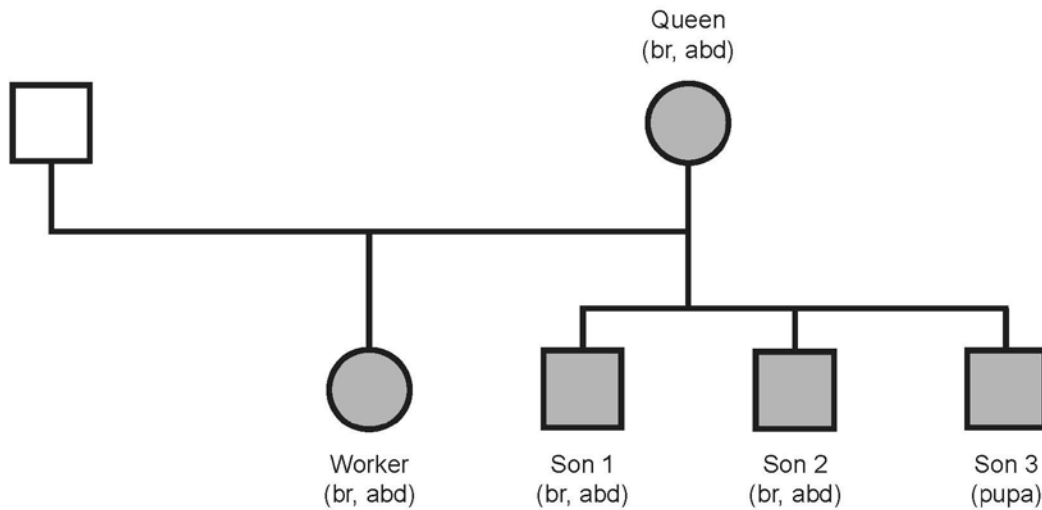 Queen
(br, abd)
Worker
(br, abd)
Son 1
(br, abd)
Son 2
(br, abd)
Son 3
(pupa)